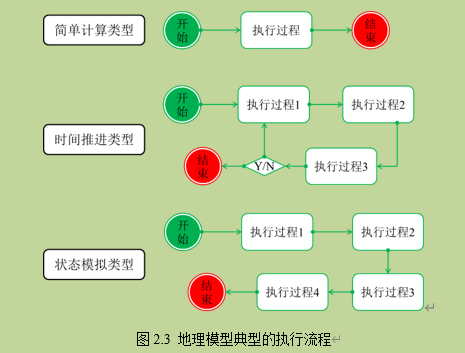 简单计算类型
开始
执行过程
结束
时间推进类型
开始
执行过程1
执行过程2
结束
Y/N
执行过程3
状态模拟类型
开始
执行过程1
执行过程2
结束
执行过程4
执行过程3
图 2.3 地理模型典型的执行流程